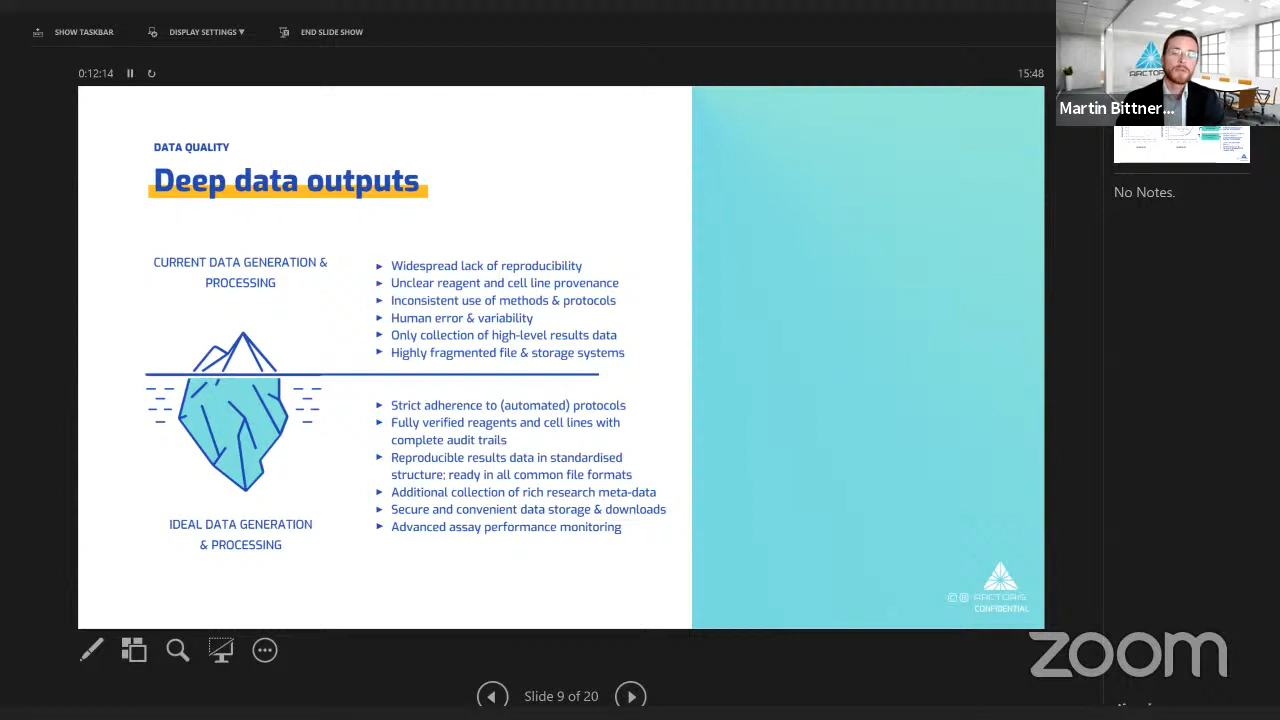 SHOW TASKBAR
DISPLAY SETTINGS ▼
END SLIDE SHOW
0:12:14
15:48
ARCTORIS
Martin Bittner...
No Notes.
DATA QUALITY
Deep data outputs
CURRENT DATA GENERATION &
PROCESSING
► Widespread lack of reproducibility
► Unclear reagent and cell line provenance
► Inconsistent use of methods & protocols
► Human error & variability
► Only collection of high-level results data
► Highly fragmented file & storage systems
► Strict adherence to (automated) protocols
► Fully verified reagents and cell lines with
complete audit trails
► Reproducible results data in standardised
structure; ready in all common file formats
► Additional collection of rich research meta-data
► Secure and convenient data storage & downloads
► Advanced assay performance monitoring
IDEAL DATA GENERATION
& PROCESSING
ARCTORIS
CONFIDENTIAL
zoom
Slide 9 of 20